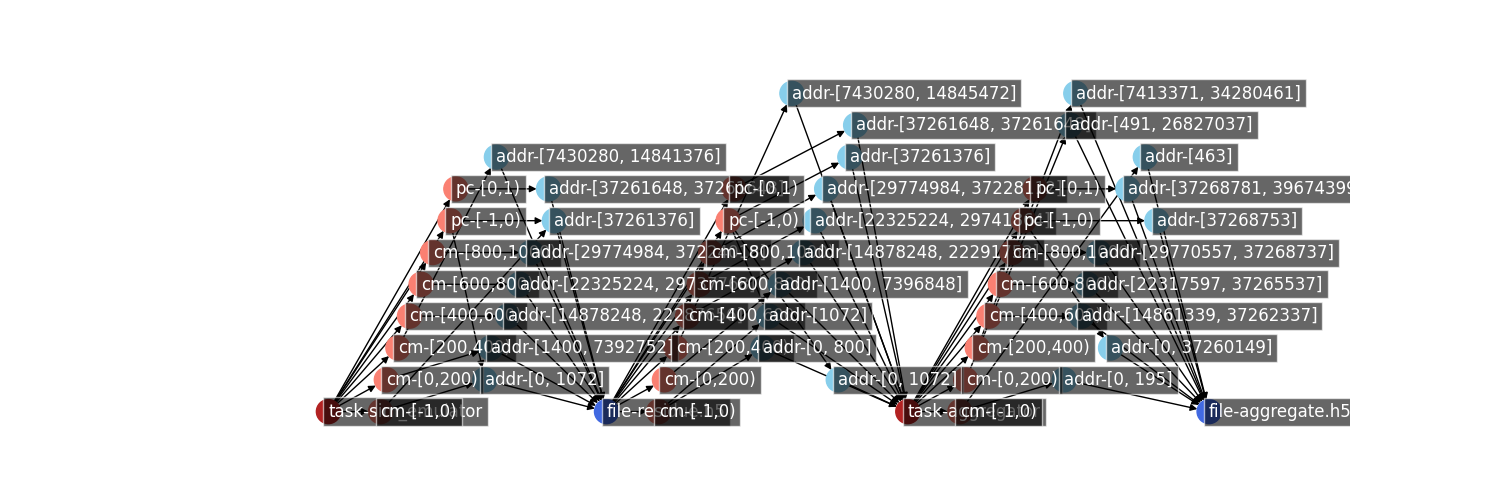 addr-[7430280, 14845472] addr-[7413371, 34280461]
addr-[37261648, 372616 addr-[491, 26827037]
addr-[7430280, 14841376] addr-[37261376] addr-[463]
pc-[0,1) addr-[37261648, 3726 pc-[0,1) addr-[29774984, 372281 pc-[0,1) addr-[37268781, 39674399
pc-[-1,0) addr-[37261376] pc-[-1,0) addr-[22325224, 297418 pc-[-1,0) addr-[37268753]
cm-[800,10 addr-[29774984, 372 cm-[800,10 addr-[14878248, 222917 cm-[800,1 addr-[29770557, 37268737]
cm-[600,80 addr-[22325224, 297 cm-[600, addr-[1400, 7396848] cm-[600,8 addr-[22317597, 37265537]
cm-[400,60 addr-[14878248, 222 cm-[400, addr-[1072] cm-[400,60 addr-[14861339, 37262337]
cm-[200,40 addr-[1400, 7392752] cm-[200,4 addr-[0, 800] cm-[200,400) addr-[0, 37260149]
cm-[0,200) addr-[0, 1072] cm-[0,200) addr-[0, 1072] cm-[0,200) addr-[0, 195]
task-s cm-[-1,0) tor file-re cm-[-1,0) task-a cm-[-1,0) file-aggregate.h5